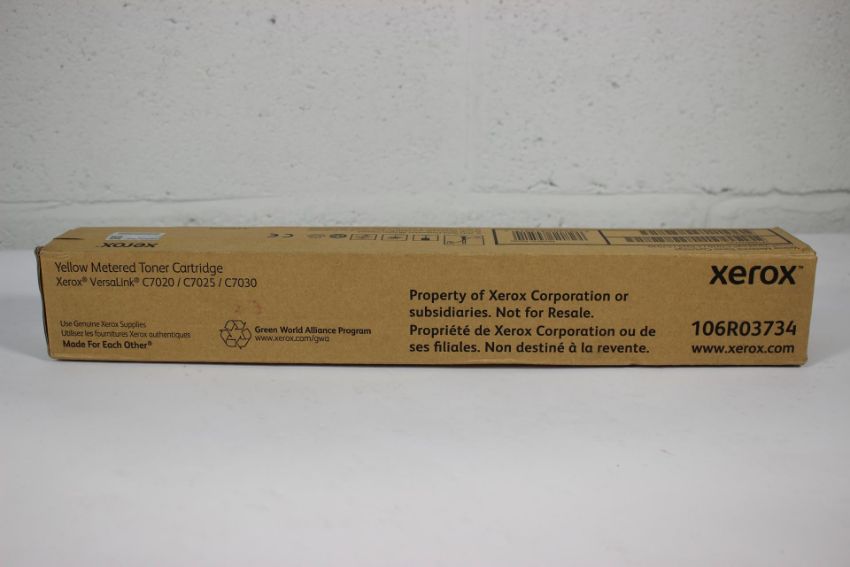 xerox
CE
Yellow Metered Toner Cartridge
Xerox® VersaLink® C7020 / C7025 / C7030
Use Genuine Xerox Supplies
Utilisez les fournitures Xerox authentiques
Made For Each Other®
Green World Alliance Program
www.xerox.com/gwa
Property of Xerox Corporation or
subsidiaries. Not for Resale.
Propriété de Xerox Corporation ou de
ses filiales. Non destiné à la revente.
xerox™
106R03734
www.xerox.com